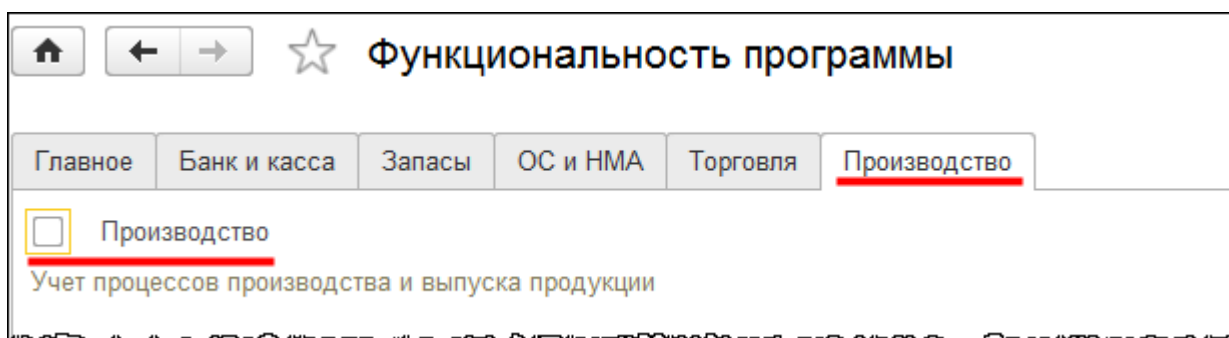 Функциональность программы
Главное Банк и касса Запасы ОС и НМА Торговля Производство
Производство
Учет процессов производства и выпуска продукции